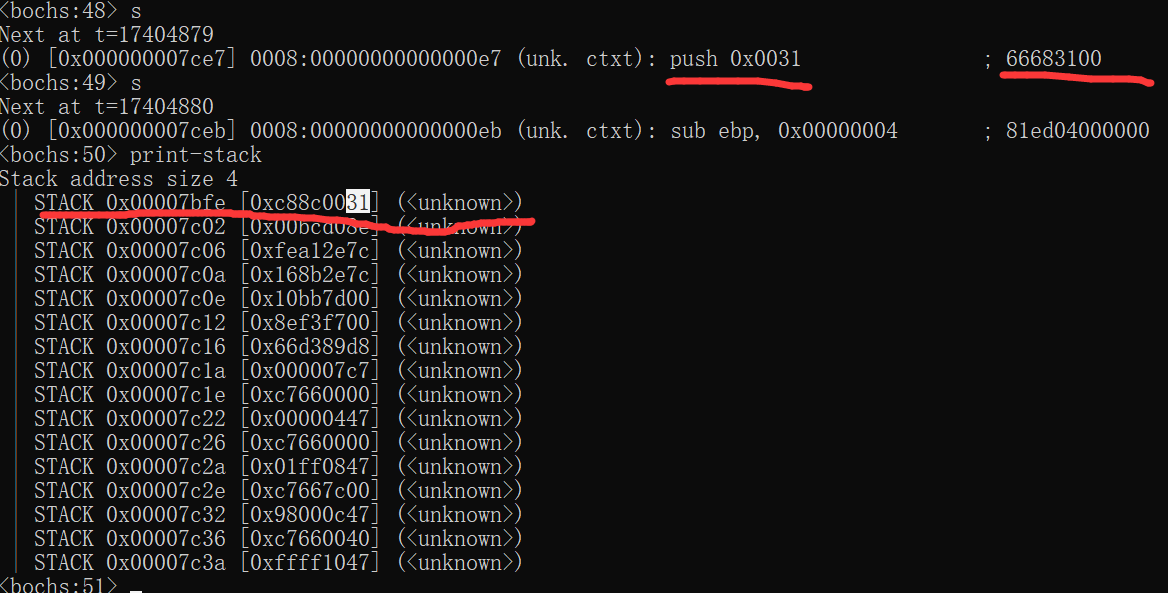 <bochs:48> s
Next at t=17404879
(0) [0x000000007ce7] 0008:00000000000000e7 (unk. ctxt): push 0x0031 ; 66683100
<bochs:49> s
Next at t=17404880
(0) [0x000000007ceb] 0008:00000000000000eb (unk. ctxt): sub ebp, 0x00000004 ; 81ed04000000
<bochs:50> print-stack
Stack address size 4
| STACK 0x00007bfe [0xc88c0031] (<unknown>)
| STACK 0x00007c02 [0x00bcd08e] (<unknown>)
| STACK 0x00007c06 [0xfea12e7c] (<unknown>)
| STACK 0x00007c0a [0x168b2e7c] (<unknown>)
| STACK 0x00007c0e [0x10bb7d00] (<unknown>)
| STACK 0x00007c12 [0x8ef3f700] (<unknown>)
| STACK 0x00007c16 [0x66d389d8] (<unknown>)
| STACK 0x00007c1a [0x000007c7] (<unknown>)
| STACK 0x00007c1e [0xc7660000] (<unknown>)
| STACK 0x00007c22 [0x00000447] (<unknown>)
| STACK 0x00007c26 [0xc7660000] (<unknown>)
| STACK 0x00007c2a [0x01ff0847] (<unknown>)
| STACK 0x00007c2e [0xc7667c00] (<unknown>)
| STACK 0x00007c32 [0x98000c47] (<unknown>)
| STACK 0x00007c36 [0xc7660040] (<unknown>)
| STACK 0x00007c3a [0xffff1047] (<unknown>)
<bochs:51>